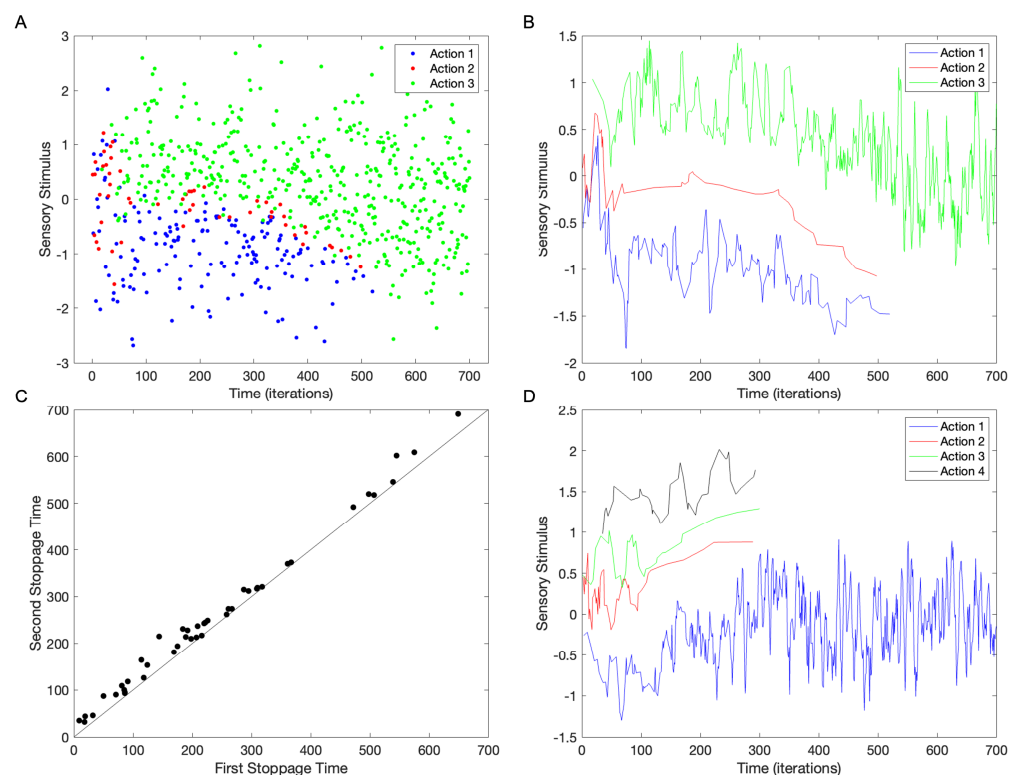 A
3
2
1
0
-1
-2
-3
0
100
200
300
400
500
600
700
Sensory Stimulus
Time (iterations)
Action 1
Action 2
Action 3
B
1.5
1
0.5
0
-0.5
-1
-1.5
-2
0
100
200
300
400
500
600
700
Sensory Stimulus
Time (iterations)
Action 1
Action 2
Action 3
C
700
600
500
400
300
200
100
0
0
100
200
300
400
500
600
700
Second Stoppage Time
First Stoppage Time
D
2.5
2
1.5
1
0.5
0
-0.5
-1
-1.5
0
100
200
300
400
500
600
700
Sensory Stimulus
Time (iterations)
Action 1
Action 2
Action 3
Action 4